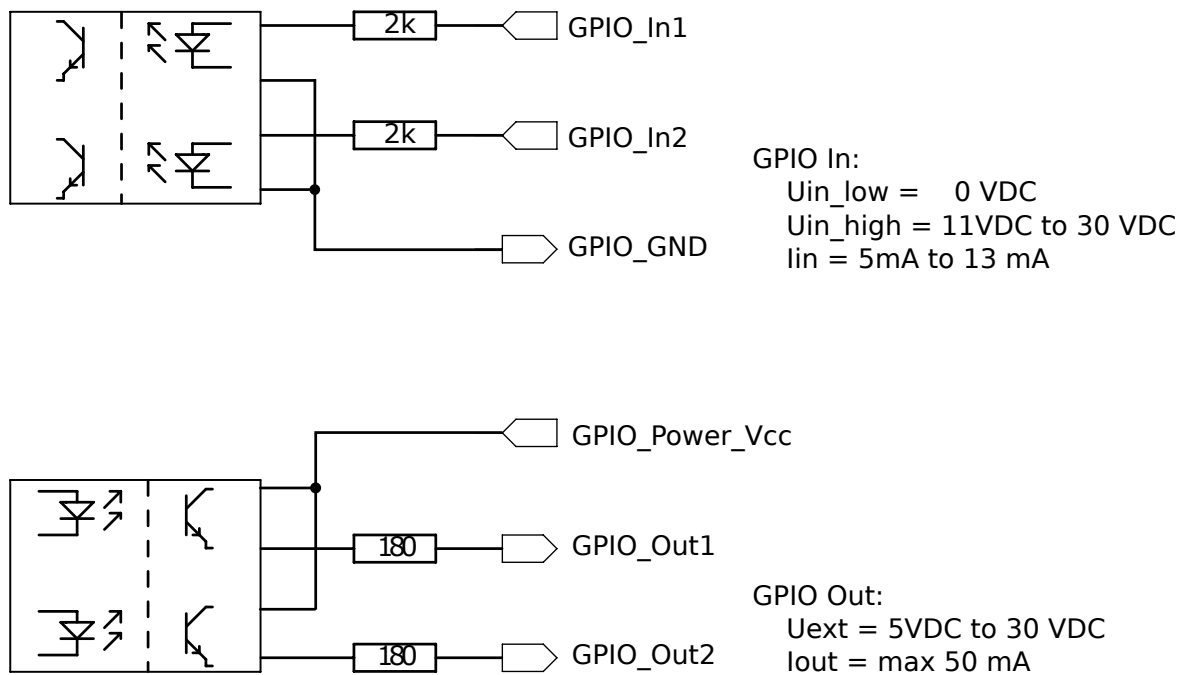 2k
GPIO_In1
2k
GPIO_In2
GPIO_GND
GPIO In:
Uin_low = 0 VDC
Uin_high = 11VDC to 30 VDC
Iin = 5mA to 13 mA
GPIO_Power_Vcc
180
GPIO_Out1
180
GPIO_Out2
GPIO Out:
Uext = 5VDC to 30 VDC
Iout = max 50 mA